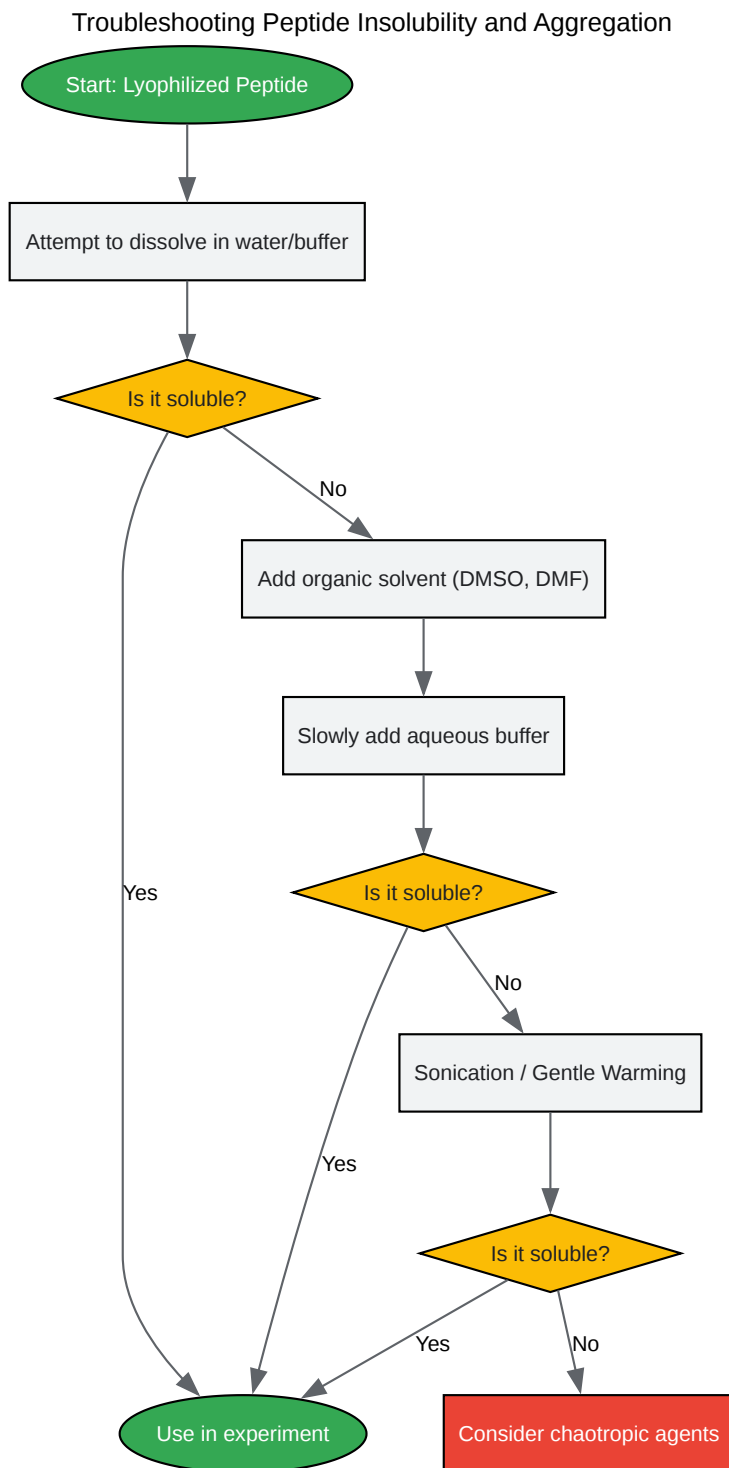 Troubleshooting Peptide Insolubility and Aggregation
Start: Lyophilized Peptide
Attempt to dissolve in water/buffer
Is it soluble?
No
Add organic solvent (DMSO, DMF)
Slowly add aqueous buffer
Yes
Is it soluble?
No
Sonication / Gentle Warming
Yes
Is it soluble?
Yes
No
Use in experiment
Consider chaotropic agents